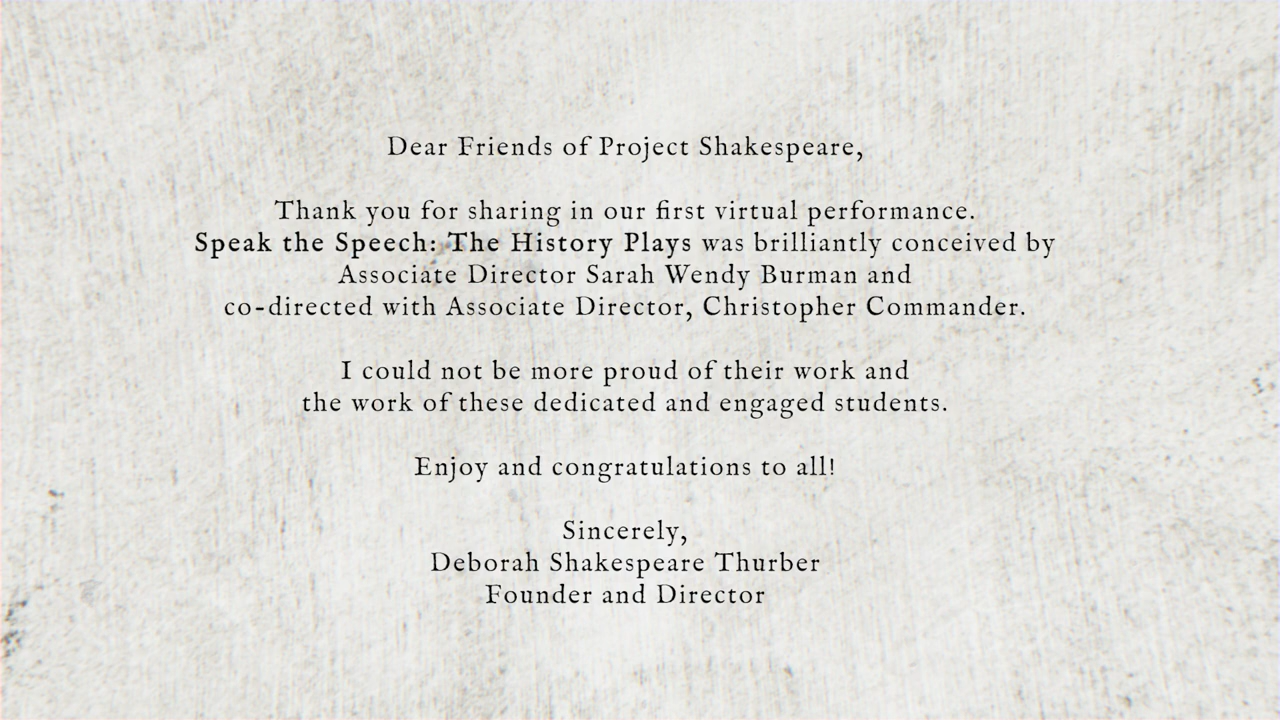 Dear Friends of Project Shakespeare,
Thank you for sharing in our first virtual performance.
Speak the Speech: The History Plays was brilliantly conceived by
Associate Director Sarah Wendy Burman and
co-directed with Associate Director, Christopher Commander.
I could not be more proud of their work and
the work of these dedicated and engaged students.
Enjoy and congratulations to all!
Sincerely,
Deborah Shakespeare Thurber
Founder and Director